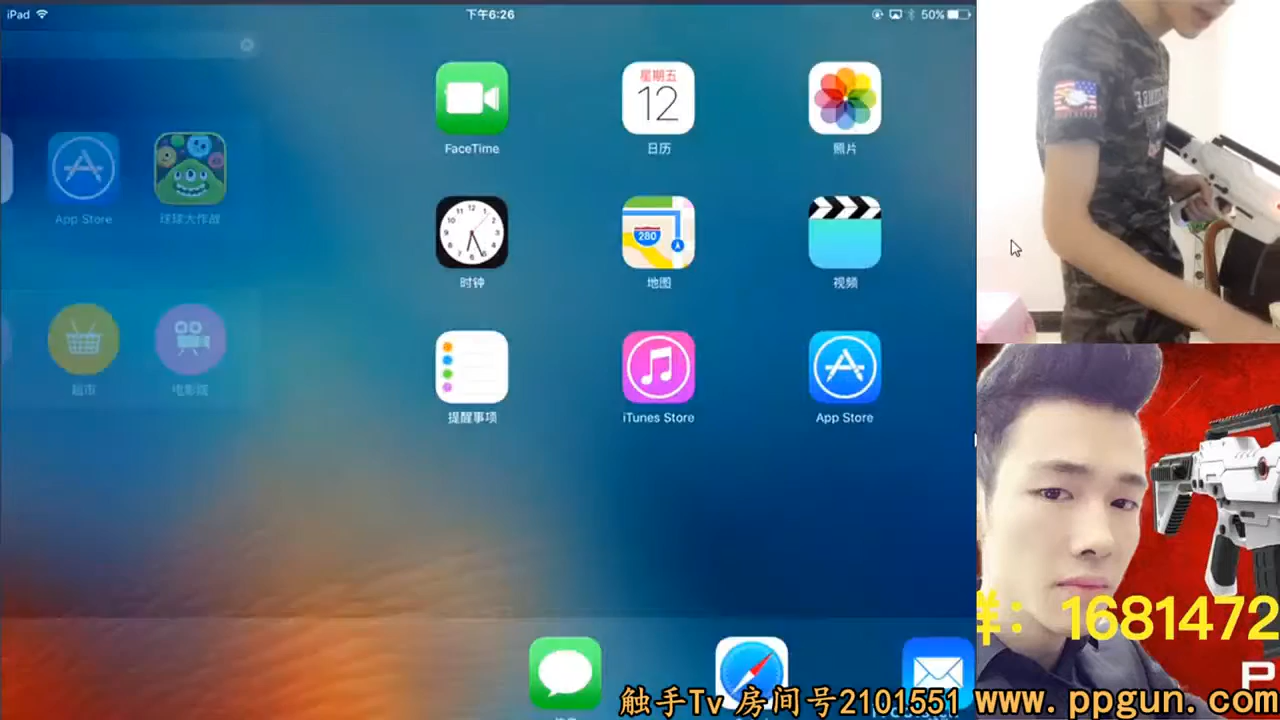 iPad
下午6:26
50%
App Store
球球大作战
超市
电影院
FaceTime
星期五
12
日历
照片
时钟
280
地图
视频
提醒事项
iTunes Store
App Store
群：1681472
P
触手Tv 房间号2101551 www.ppgun.com